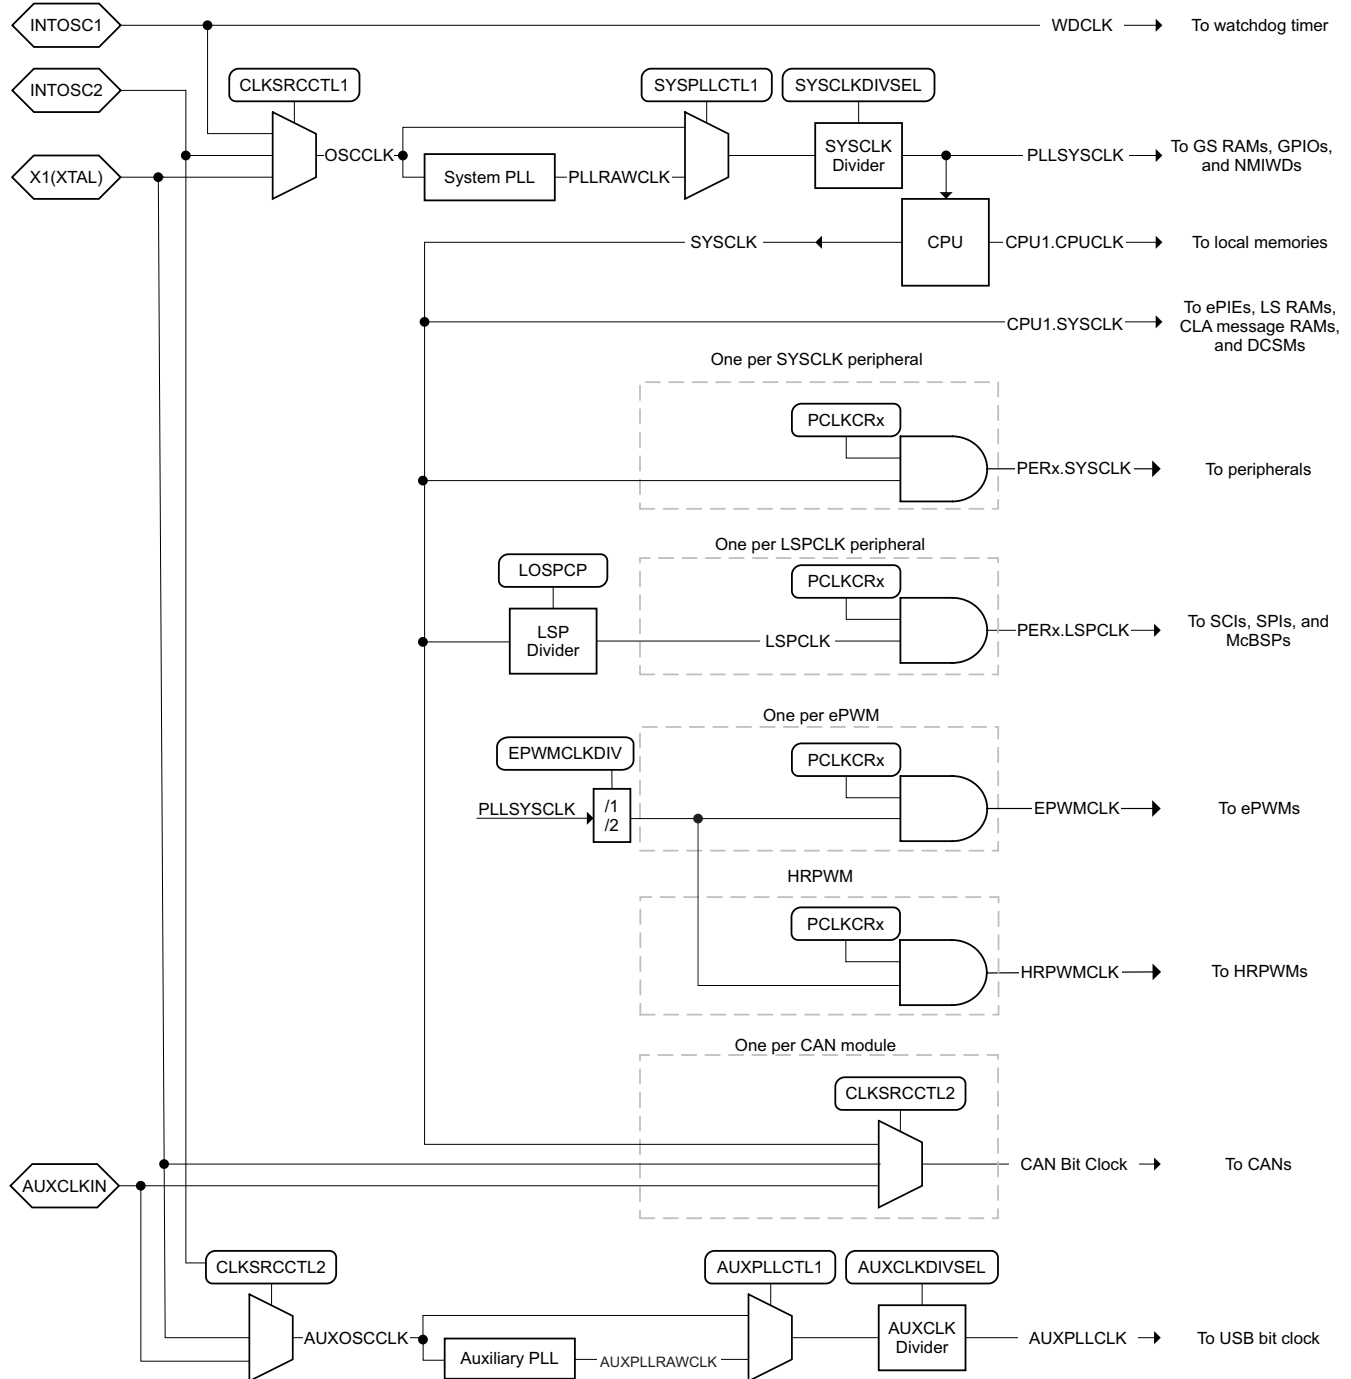 INTOSC1
WDCLK
To watchdog timer
INTOSC2
CLKSRCCTL1
SYSPLLCTL1
SYSCLKDIVSEL
X1(XTAL)
OSCCLK
System PLL
PLLRAWCLK
SYSCLK
Divider
PLLSYSCLK
To GS RAMs, GPIOs,
and NMIWDs
SYSCLK
CPU
CPU1.CPUCLK
To local memories
CPU1.SYSCLK
To ePIEs, LS RAMs,
CLA message RAMs,
and DCSMs
One per SYSCLK peripheral
PCLKCRx
PERx.SYSCLK
To peripherals
One per LSPCLK peripheral
LOSPCP
PCLKCRx
LSP
Divider
LSPCLK
PERx.LSPCLK
To SCIs, SPIs, and
McBSPs
One per ePWM
EPWMCLKDIV
PCLKCRx
PLLSYSCLK
/1
/2
EPWMCLK
To ePWMs
HRPWM
PCLKCRx
HRPWMCLK
To HRPWMs
One per CAN module
CLKSRCCTL2
CAN Bit Clock
To CANs
AUXCLKIN
CLKSRCCTL2
AUXPLLCTL1
AUXCLKDIVSEL
AUXOSCCLK
Auxiliary PLL
AUXPLLRAWCLK
AUXCLK
Divider
AUXPLLCLK
To USB bit clock